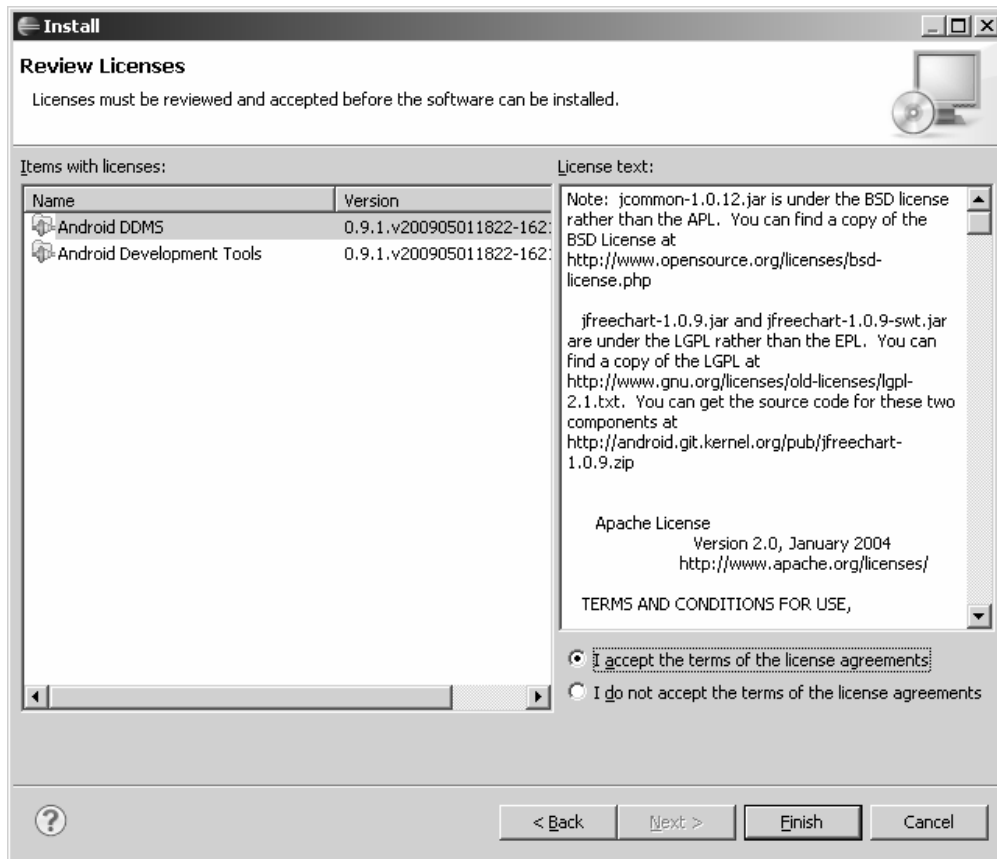 Install
Review Licenses
Licenses must be reviewed and accepted before the software can be installed.
Items with licenses:
Name Version
Android DDMS 0.9.1.v200905011822-1621
Android Development Tools 0.9.1.v200905011822-1621
License text:
Note: jcommon-1.0.12.jar is under the BSD license
rather than the APL. You can find a copy of the
BSD License at
http://www.opensource.org/licenses/bsd-
license.php
jfreechart-1.0.9.jar and jfreechart-1.0.9-swt.jar
are under the LGPL rather than the EPL. You can
find a copy of the LGPL at
http://www.gnu.org/licenses/old-licenses/lgpl-
2.1.txt. You can get the source code for these two
components at
http://android.git.kernel.org/pub/jfreechart-
1.0.9.zip
Apache License
Version 2.0, January 2004
http://www.apache.org/licenses/
TERMS AND CONDITIONS FOR USE,
I accept the terms of the license agreements
I do not accept the terms of the license agreements
?
< Back Next > Finish Cancel